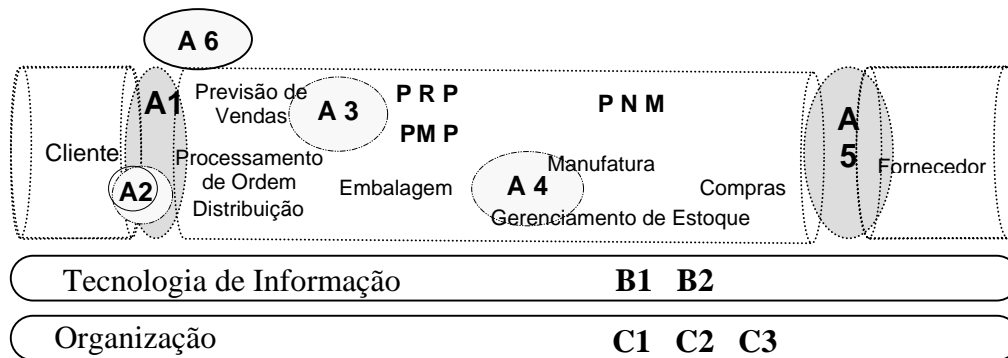 A 6
Cliente
A1
A2
Previsão de
Vendas
A 3
P R P
PM P
P N M
Processamento
de Ordem
Distribuição
Embalagem
A 4
Manufatura
Gerenciamento de Estoque
Compras
A
5
Fornecedor
Tecnologia de Informação B1 B2
Organização C1 C2 C3